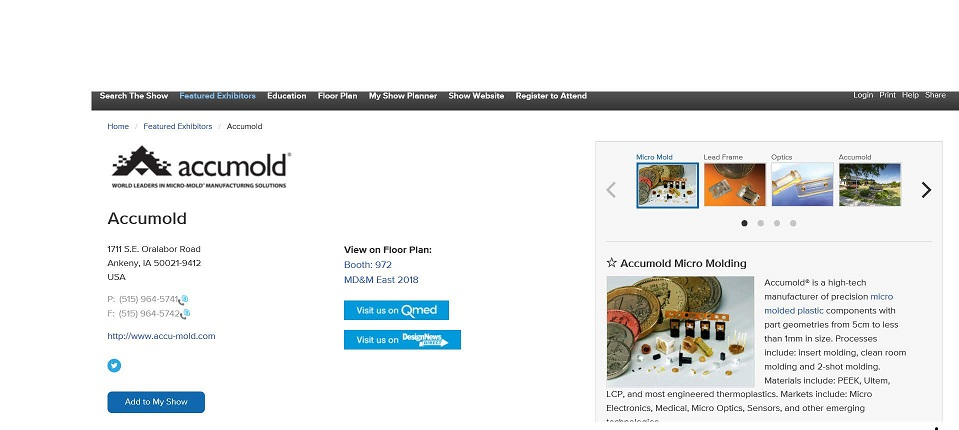 Search The Show Featured Exhibitors Education Floor Plan My Show Planner Show Website Register to Attend Login Print Help Share
Home / Featured Exhibitors / Accumold
accumold®
WORLD LEADERS IN MICRO-MOLD® MANUFACTURING SOLUTIONS
Accumold
1711 S.E. Oralabor Road
Ankeny, IA 50021-9412
USA
P: (515) 964-5741
F: (515) 964-5742
http://www.accu-mold.com
Add to My Show
View on Floor Plan:
Booth: 972
MD&M East 2018
Visit us on Qmed
Visit us on DesignNews
Micro Mold Lead Frame Optics Accumold
Accumold Micro Molding
Accumold® is a high-tech
manufacturer of precision micro
molded plastic components with
part geometries from 5cm to less
than 1mm in size. Processes
include: insert molding, clean room
molding and 2-shot molding.
Materials include: PEEK, Ultem,
LCP, and most engineered thermoplastics. Markets include: Micro
Electronics, Medical, Micro Optics, Sensors, and other emerging
technologies